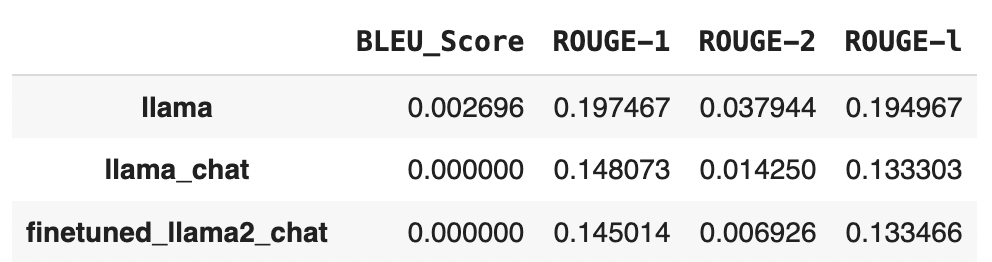 BLEU_Score ROUGE-1 ROUGE-2 ROUGE-l
llama 0.002696 0.197467 0.037944 0.194967
llama_chat 0.000000 0.148073 0.014250 0.133303
finetuned_llama2_chat 0.000000 0.145014 0.006926 0.133466